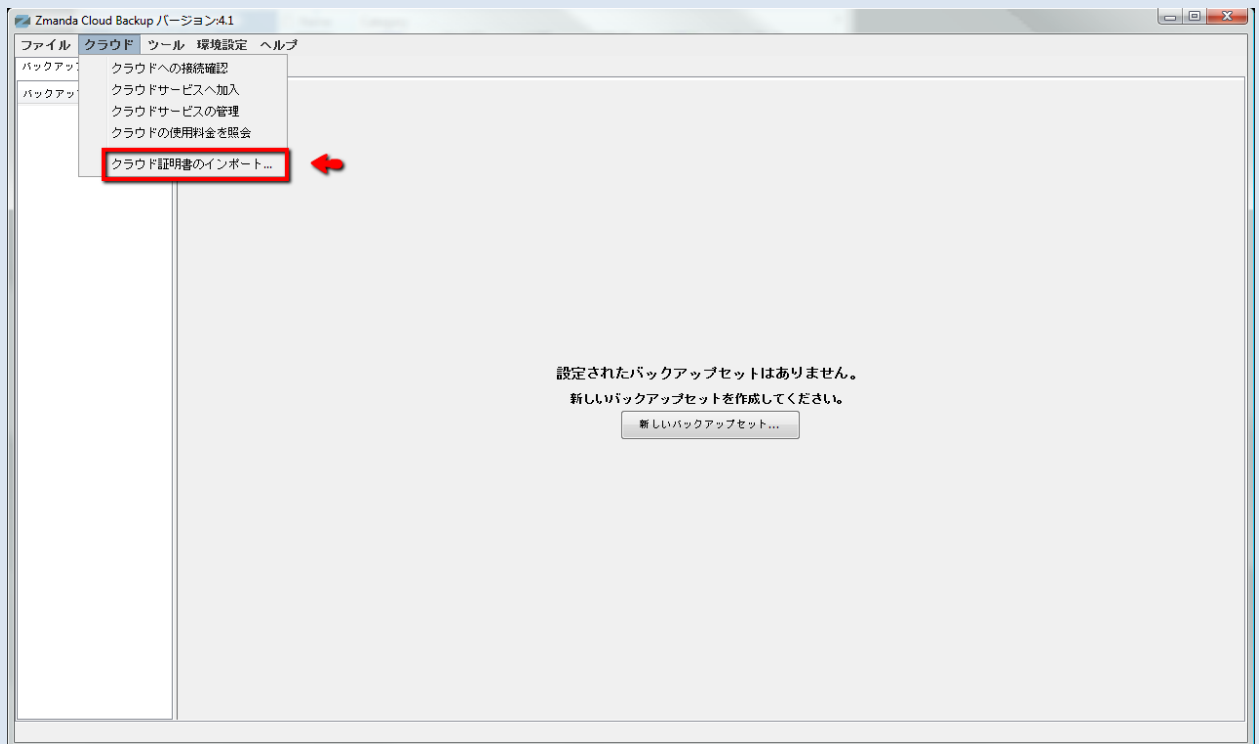 Zmanda Cloud Backup バージョン:4.1
ファイル クラウド ツール 環境設定 ヘルプ
バックアップ
クラウドへの接続確認
クラウドサービスへ加入
バックアップ
クラウドサービスの管理
クラウドの使用料金を照会
クラウド証明書のインポート...
設定されたバックアップセットはありません。
新しいバックアップセットを作成してください。
新しいバックアップセット...